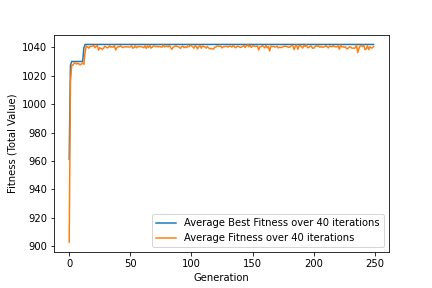 1040
1020
1000
980
960
940
920
900
Fitness (Total Value)
Average Best Fitness over 40 iterations
Average Fitness over 40 iterations
0 50 100 150 200 250
Generation